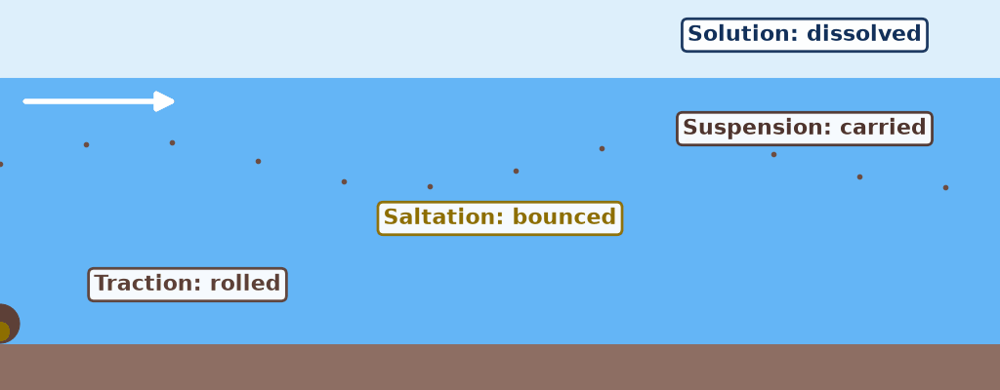 Solution: dissolved
Suspension: carried
Saltation: bounced
Traction: rolled